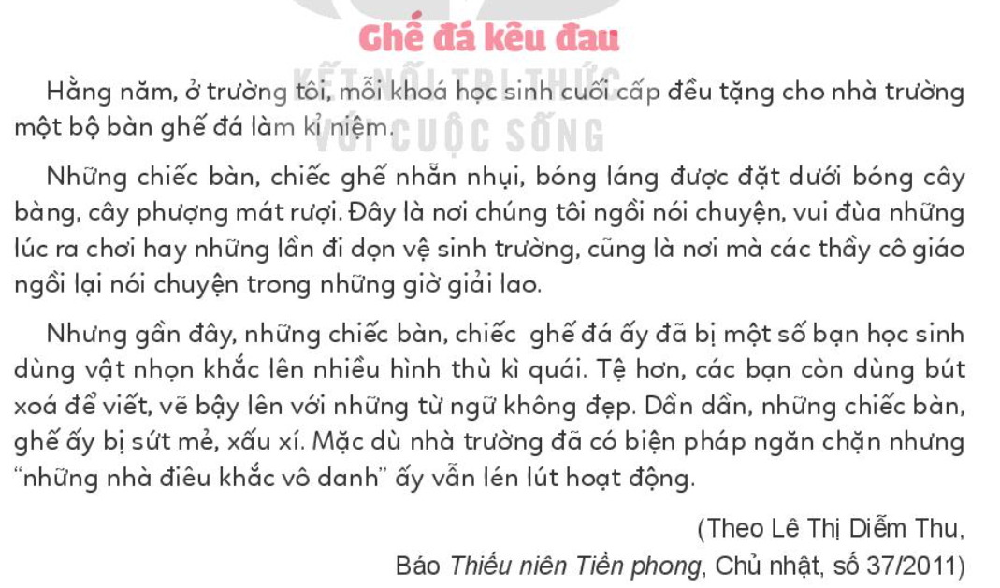 Ghế đá kêu đau
KẾT NỐI TRI THỨC
Hằng năm, ở trường tôi, mỗi khoá học sinh cuối cấp đều tặng cho nhà trường
VỚI CUỘC SỐNG
một bộ bàn ghế đá làm kỉ niệm.
Những chiếc bàn, chiếc ghế nhẵn nhụi, bóng láng được đặt dưới bóng cây
bàng, cây phượng mát rượi. Đây là nơi chúng tôi ngồi nói chuyện, vui đùa những
lúc ra chơi hay những lần đi dọn vệ sinh trường, cũng là nơi mà các thầy cô giáo
ngồi lại nói chuyện trong những giờ giải lao.
Nhưng gần đây, những chiếc bàn, chiếc ghế đá ấy đã bị một số bạn học sinh
dùng vật nhọn khắc lên nhiều hình thù kì quái. Tệ hơn, các bạn còn dùng bút
xoá để viết, vẽ bậy lên với những từ ngữ không đẹp. Dần dần, những chiếc bàn,
ghế ấy bị sứt mẻ, xấu xí. Mặc dù nhà trường đã có biện pháp ngăn chặn nhưng
“những nhà điêu khắc vô danh” ấy vẫn lén lút hoạt động.
(Theo Lê Thị Diễm Thu,
Báo Thiếu niên Tiền phong, Chủ nhật, số 37/2011)